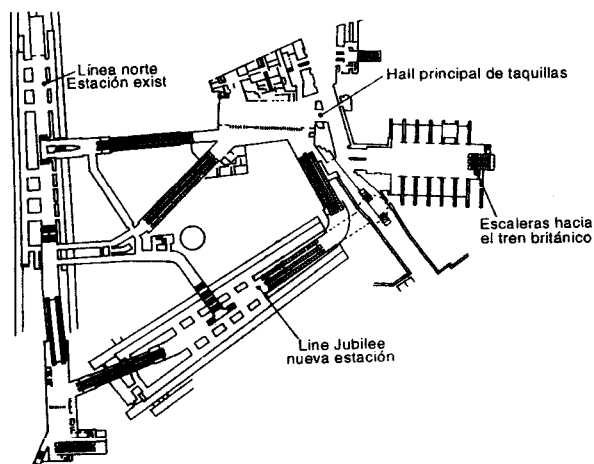 Línea norte
Estación exist
Hall principal de taquillas
Escaleras hacia
el tren británico
Line Jubilee
nueva estación